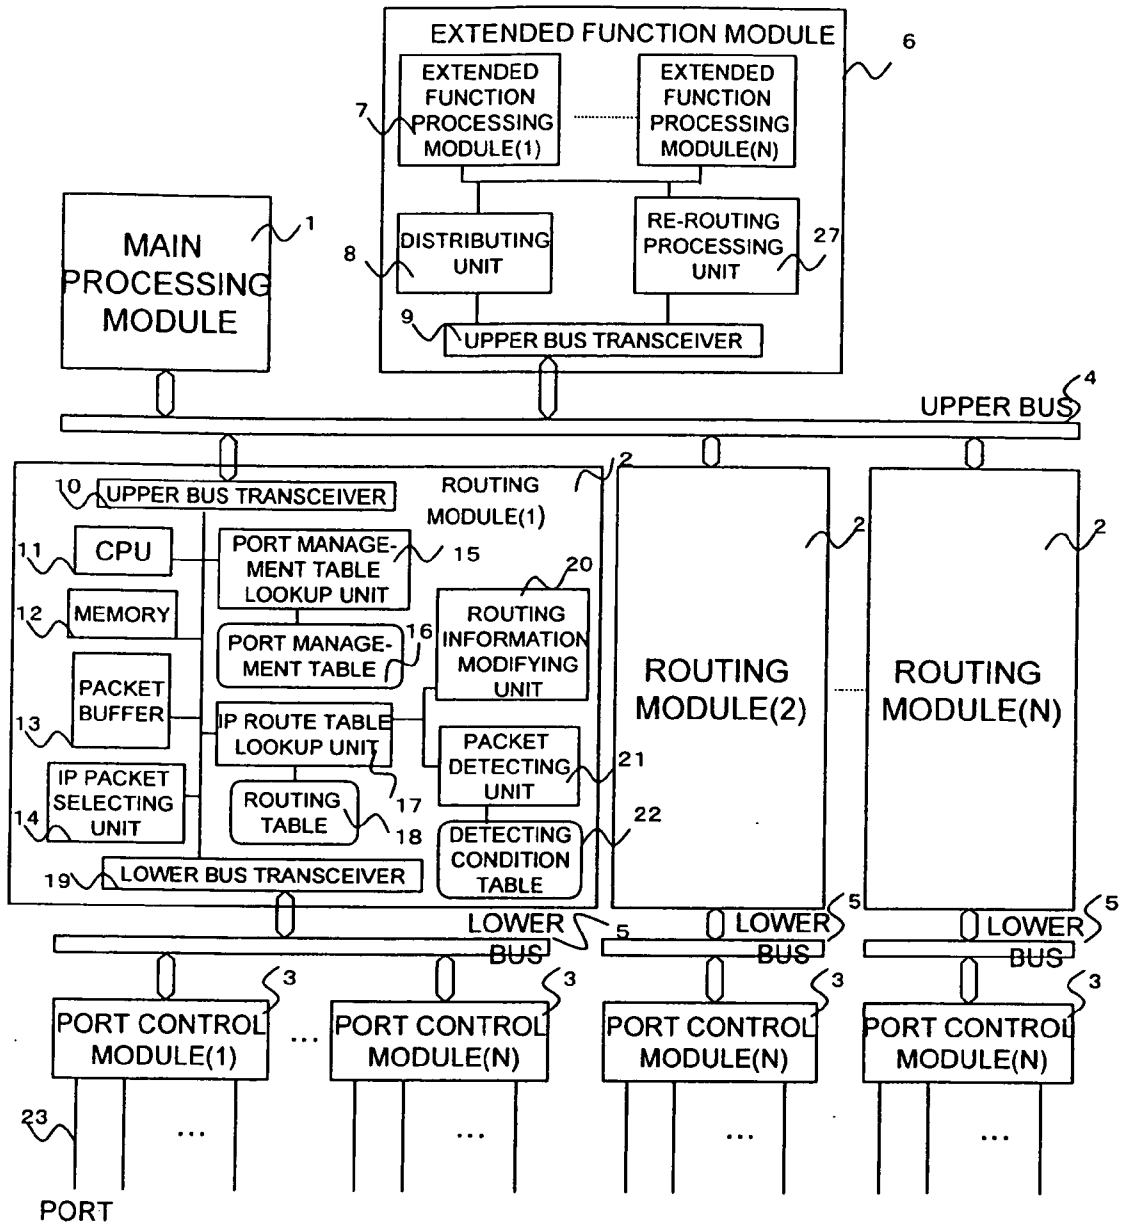 EXTENDED FUNCTION MODULE
6
EXTENDED
FUNCTION
PROCESSING
MODULE(1)
7
EXTENDED
FUNCTION
PROCESSING
MODULE(N)
MAIN
PROCESSING
MODULE
1
DISTRIBUTING
UNIT
8
RE-ROUTING
PROCESSING
UNIT
27
9
UPPER BUS TRANSCEIVER
4
UPPER BUS
10
UPPER BUS TRANSCEIVER
ROUTING
MODULE(1)
2
11
CPU
PORT MANAGE-
MENT TABLE
LOOKUP UNIT
15
12
MEMORY
PORT MANAGE-
MENT TABLE
16
20
ROUTING
INFORMATION
MODIFYING
UNIT
13
PACKET
BUFFER
IP ROUTE TABLE
LOOKUP UNIT
17
PACKET
DETECTING
UNIT
21
14
IP PACKET
SELECTING
UNIT
ROUTING
TABLE
18
DETECTING
CONDITION
TABLE
22
19
LOWER BUS TRANSCEIVER
2
ROUTING
MODULE(2)
2
ROUTING
MODULE(N)
LOWER
BUS
5
LOWER
BUS
5
LOWER
BUS
5
3
PORT CONTROL
MODULE(1)
...
3
PORT CONTROL
MODULE(N)
3
PORT CONTROL
MODULE(N)
3
PORT CONTROL
MODULE(N)
23
...
...
...
...
PORT